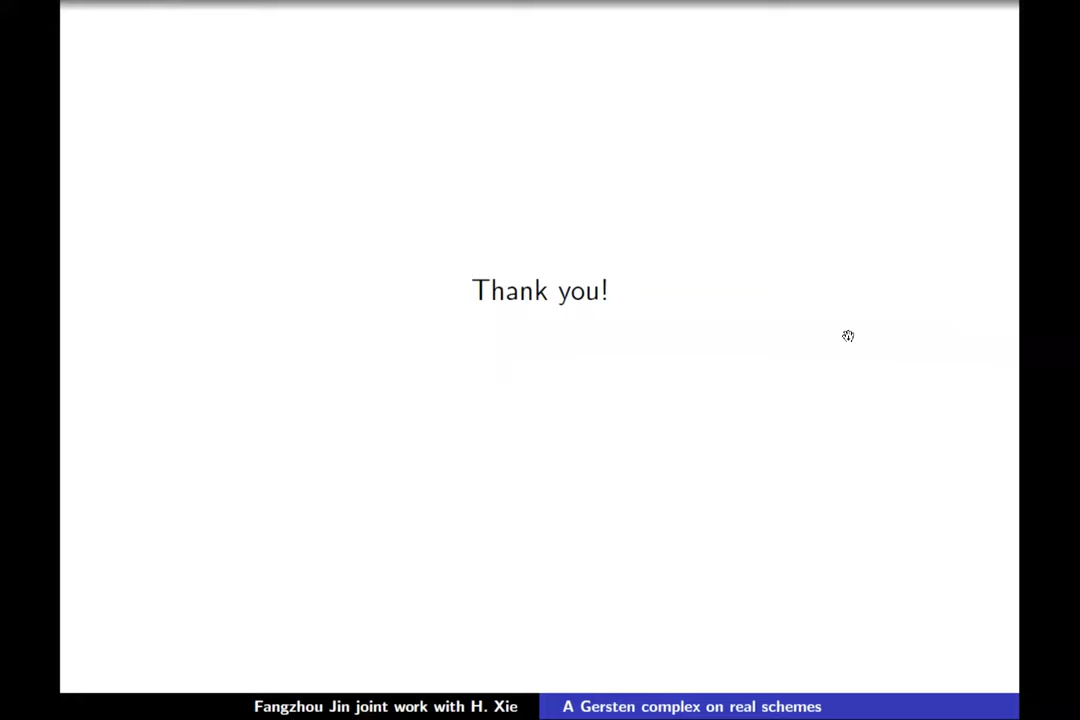 Thank you!
Fangzhou Jin joint work with H. Xie
A Gersten complex on real schemes